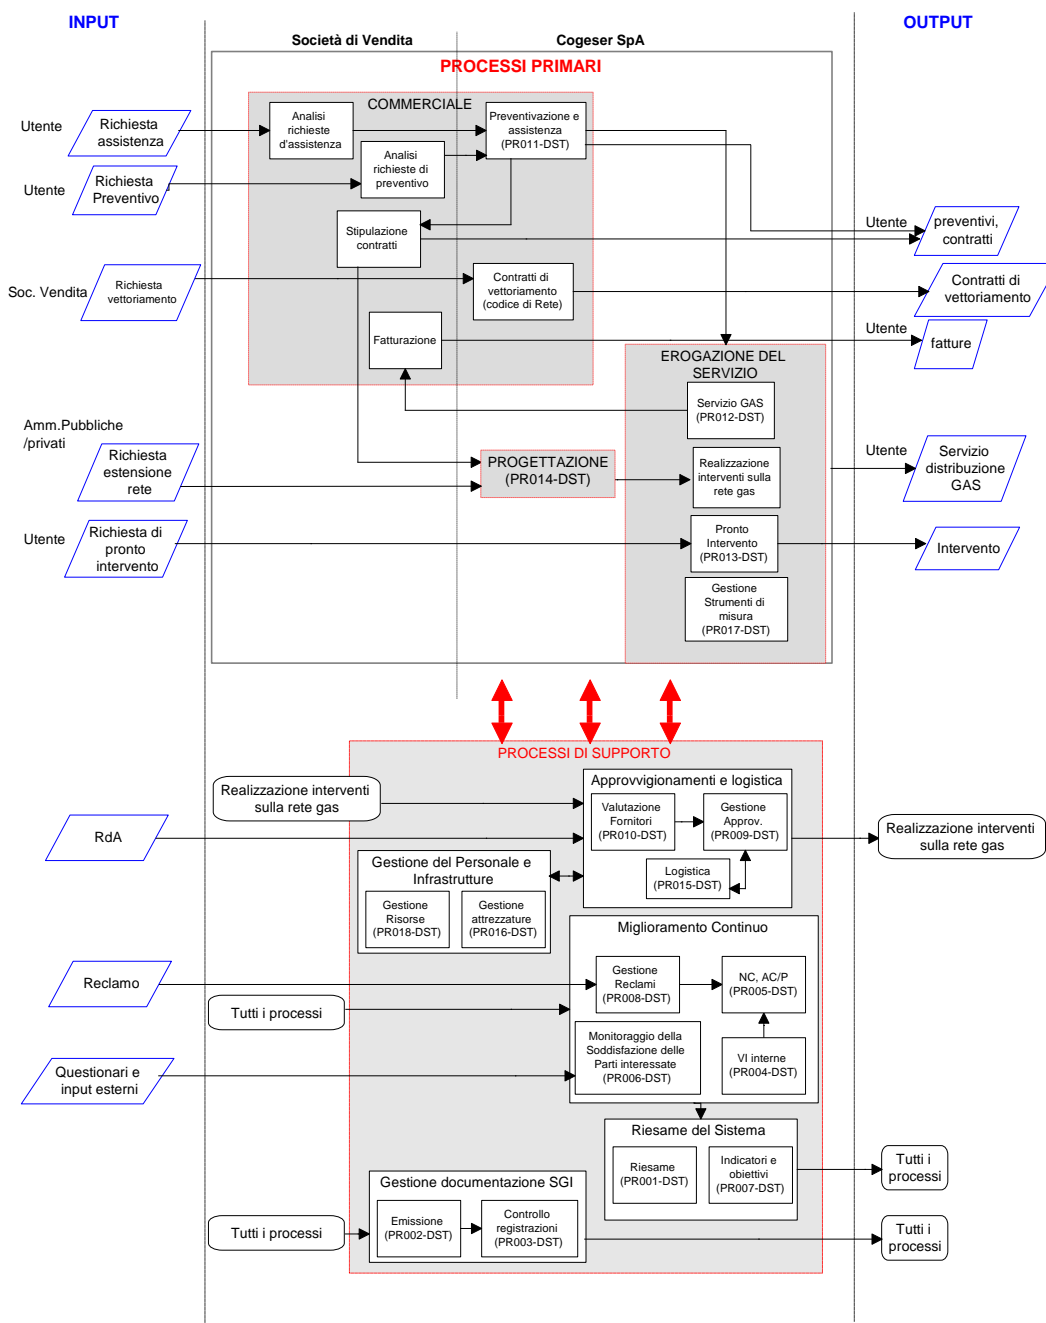 INPUT
OUTPUT
Società di Vendita
Cogeser SpA
PROCESSI PRIMARI
COMMERCIALE
Utente
Richiesta
assistenza
Analisi
richieste
d'assistenza
Preventivazione e
assistenza
(PR011-DST)
Utente
Richiesta
Preventivo
Analisi
richieste di
preventivo
Stipulazione
contratti
Utente
preventivi,
contratti
Soc. Vendita
Richiesta
vettoriamento
Contratti di
vettoriamento
(codice di Rete)
Contratti di
vettoriamento
Fatturazione
Utente
fatture
EROGAZIONE DEL
SERVIZIO
Servizio GAS
(PR012-DST)
Amm.Pubbliche
/privati
Richiesta
estensione
rete
PROGETTAZIONE
(PR014-DST)
Realizzazione
interventi sulla
rete gas
Utente
Servizio
distribuzione
GAS
Utente
Richiesta di
pronto
intervento
Pronto
Intervento
(PR013-DST)
Intervento
Gestione
Strumenti di
misura
(PR017-DST)
PROCESSI DI SUPPORTO
Realizzazione interventi
sulla rete gas
Approvvigionamenti e logistica
Valutazione
Fornitori
(PR010-DST)
Gestione
Approv.
(PR009-DST)
RdA
Realizzazione interventi
sulla rete gas
Logistica
(PR015-DST)
Gestione del Personale e
Infrastrutture
Gestione
Risorse
(PR018-DST)
Gestione
attrezzature
(PR016-DST)
Miglioramento Continuo
Reclamo
Gestione
Reclami
(PR008-DST)
NC, AC/P
(PR005-DST)
Tutti i processi
Monitoraggio della
Soddisfazione delle
Parti interessate
(PR006-DST)
VI interne
(PR004-DST)
Questionari e
input esterni
Riesame del Sistema
Riesame
(PR001-DST)
Indicatori e
obiettivi
(PR007-DST)
Tutti i
processi
Gestione documentazione SGI
Tutti i processi
Emissione
(PR002-DST)
Controllo
registrazioni
(PR003-DST)
Tutti i
processi